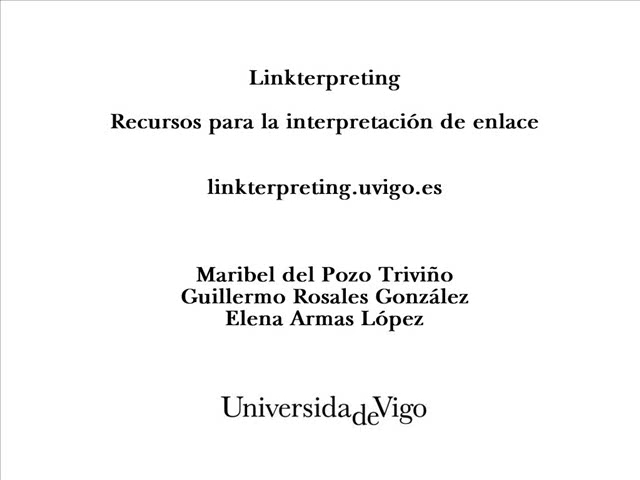 Linkterpreting
Recursos para la interpretación de enlace
linkterpreting.uvigo.es
Maribel del Pozo Triviño
Guillermo Rosales González
Elena Armas López
UniversidadeVigo